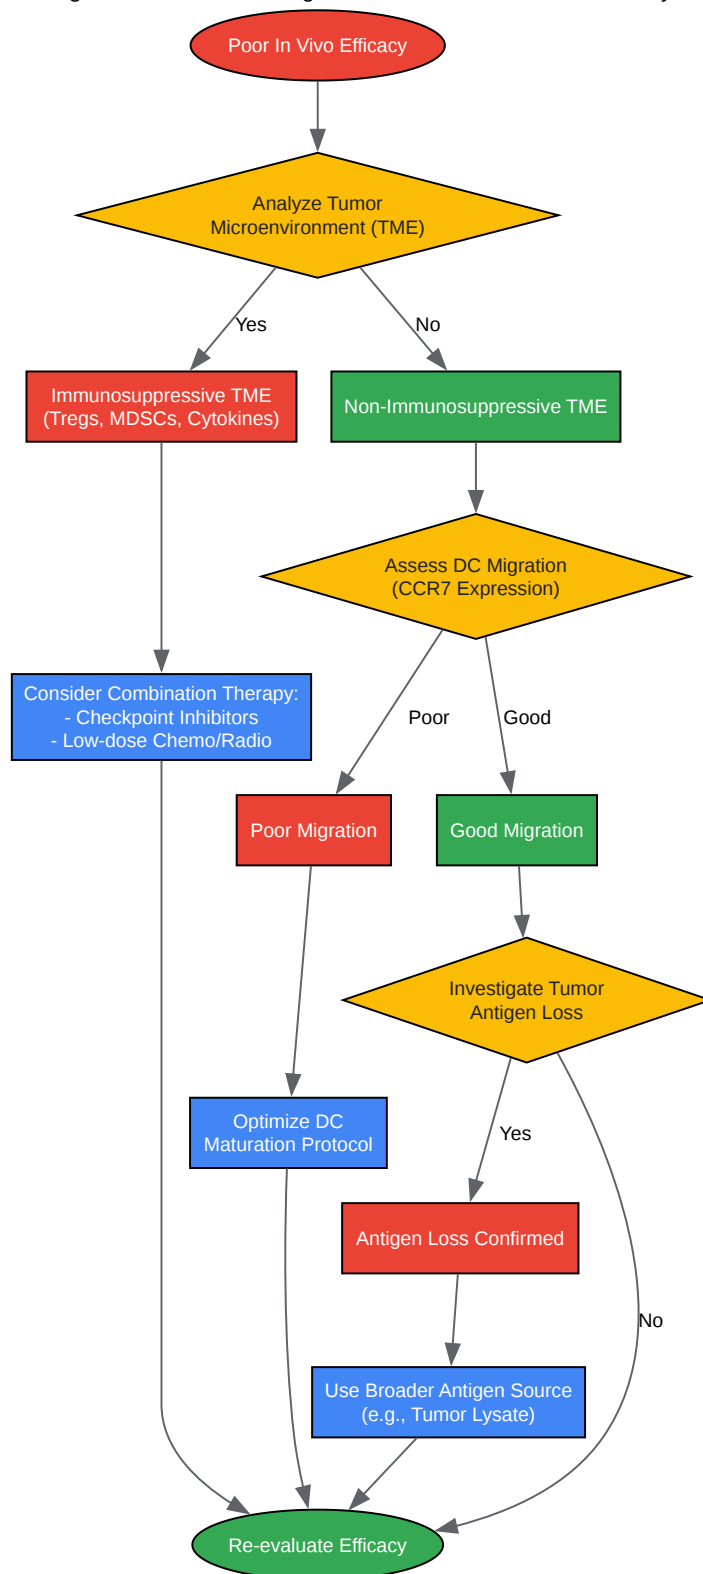 Poor In Vivo Efficacy
Analyze Tumor
Microenvironment (TME)
Yes
No
Immunosuppressive TME
(Tregs, MDSCs, Cytokines)
Non-Immunosuppressive TME
Assess DC Migration
(CCR7 Expression)
Consider Combination Therapy:
- Checkpoint Inhibitors
- Low-dose Chemo/Radio
Poor
Good
Poor Migration
Good Migration
Investigate Tumor
Antigen Loss
Optimize DC
Maturation Protocol
Yes
Antigen Loss Confirmed
No
Use Broader Antigen Source
(e.g., Tumor Lysate)
Re-evaluate Efficacy